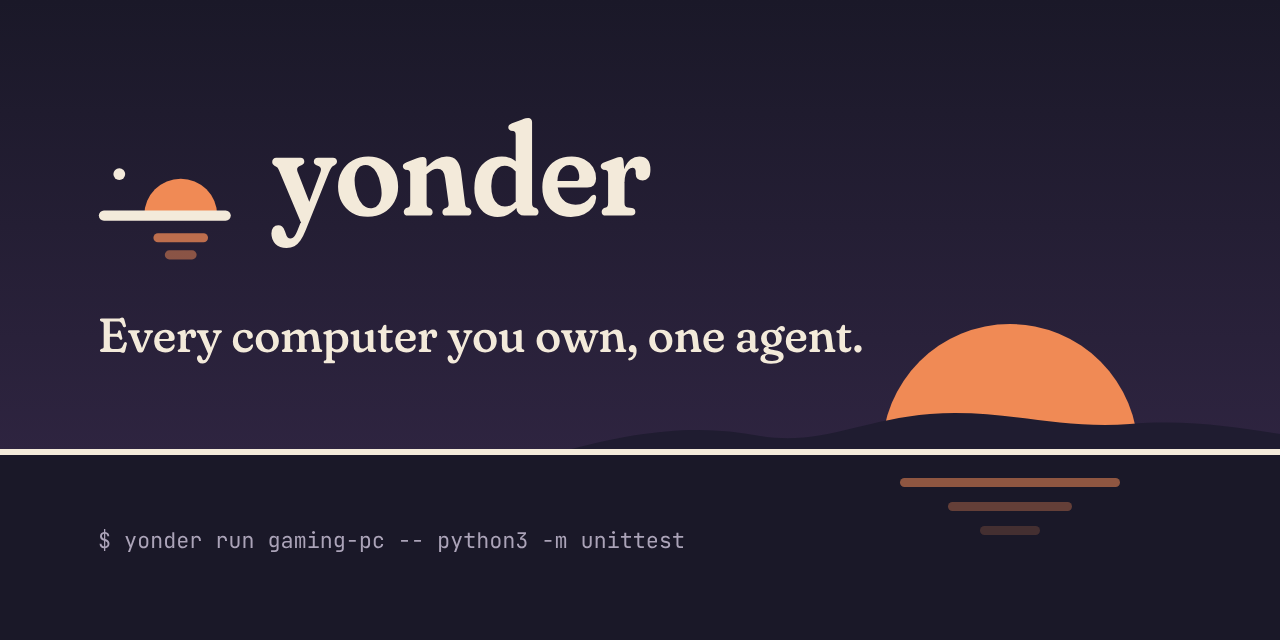 yonder
Every computer you own, one agent.
$ yonder run gaming-pc -- python3 -m unittest